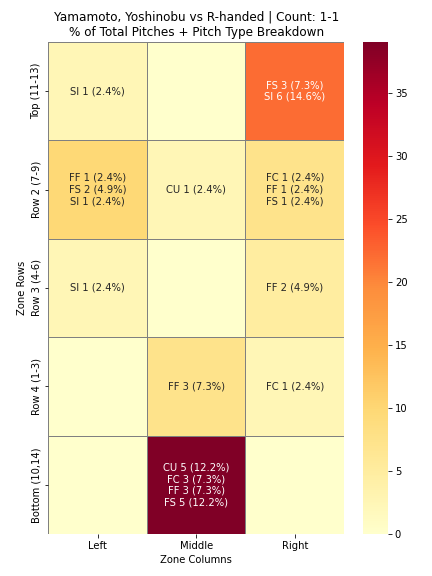 Yamamoto, Yoshinobu vs R-handed | Count: 1-1
% of Total Pitches + Pitch Type Breakdown
Zone Rows
Top (11-13)
SI 1 (2.4%)
FS 3 (7.3%)
SI 6 (14.6%)
Row 2 (7-9)
FF 1 (2.4%)
FS 2 (4.9%)
SI 1 (2.4%)
CU 1 (2.4%)
FC 1 (2.4%)
FF 1 (2.4%)
FS 1 (2.4%)
Row 3 (4-6)
SI 1 (2.4%)
FF 2 (4.9%)
Row 4 (1-3)
FF 3 (7.3%)
FC 1 (2.4%)
Bottom (10,14)
CU 5 (12.2%)
FC 3 (7.3%)
FF 3 (7.3%)
FS 5 (12.2%)
Left
Middle
Right
Zone Columns
35
30
25
20
15
10
5
0